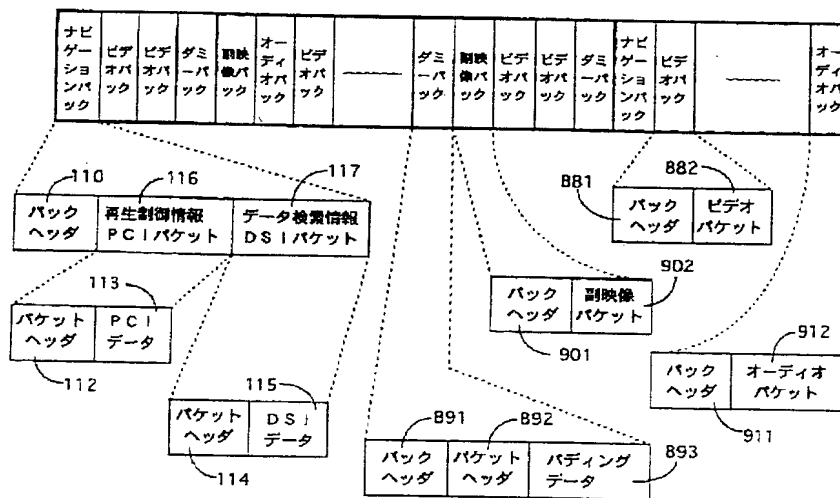 ナビゲーションパック
ビデオパック
ビデオパック
ダミーパック
副映像パック
オーディオパック
ビデオパック
ダミーパック
副映像パック
ビデオパック
ビデオパック
ダミーパック
ナビゲーションパック
ビデオパック
オーディオパック
110
116
117
881
882
パック
ヘッダ
再生制御情報
PCIパケット
データ検索情報
DSIパケット
パック
ヘッダ
ビデオ
パケット
113
902
パケット
ヘッダ
PCI
データ
パック
ヘッダ
副映像
パケット
112
901
912
115
パック
ヘッダ
オーディオ
パケット
パケット
ヘッダ
DSI
データ
891
892
893
911
114
パック
ヘッダ
パケット
ヘッダ
パディング
データ